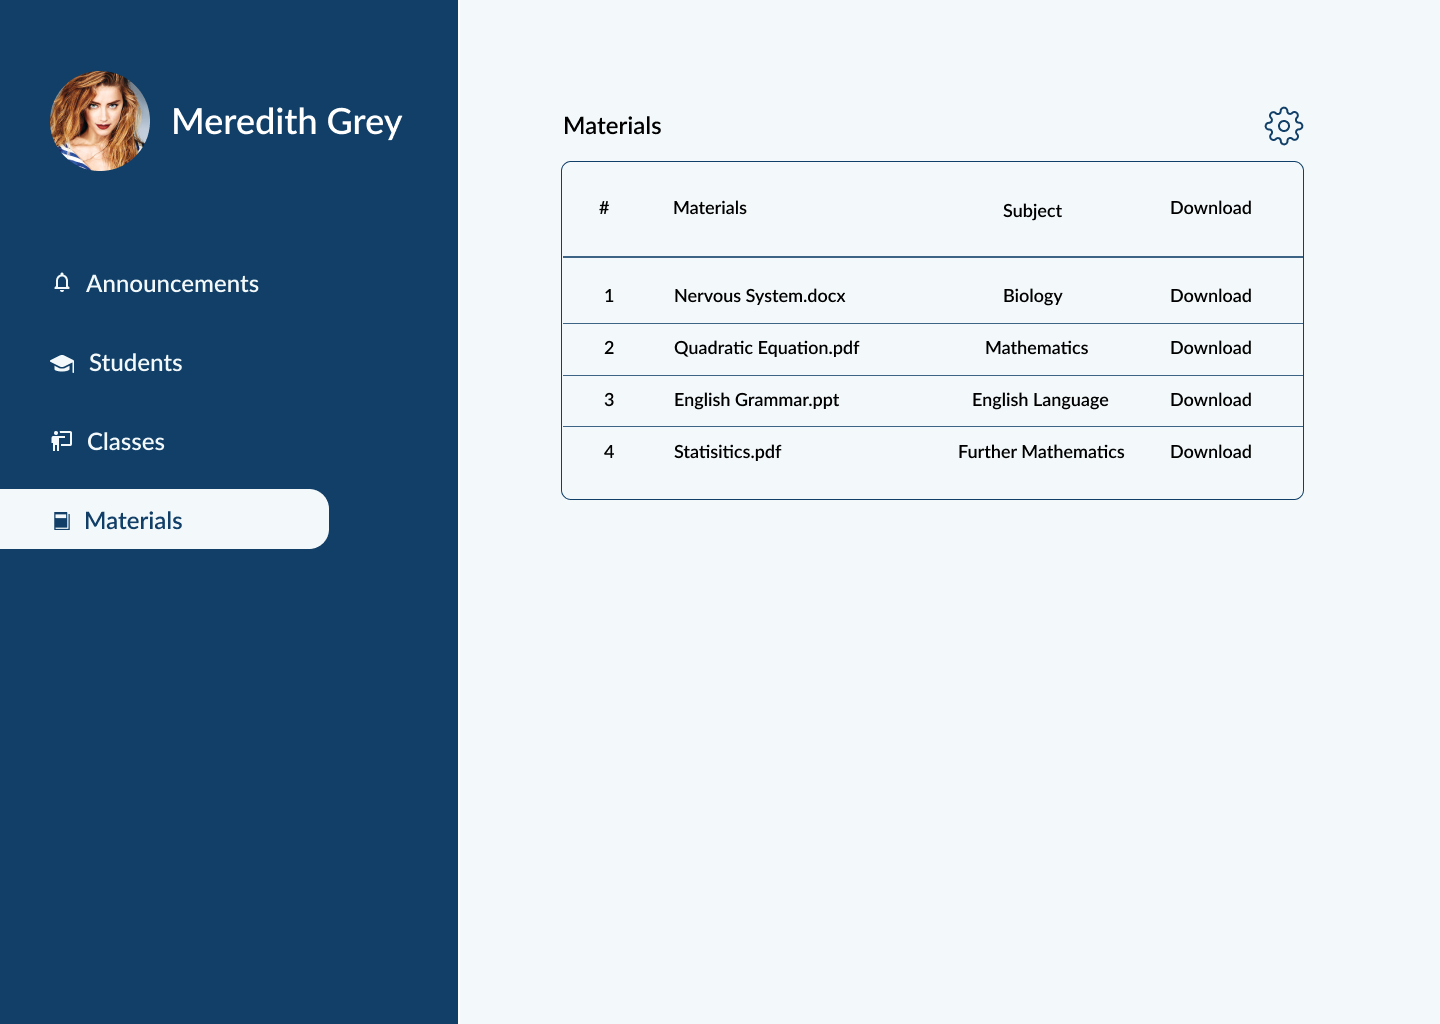 Meredith Grey
Announcements
Students
Classes
Materials
Materials
# Materials Subject Download
1 Nervous System.docx Biology Download
2 Quadratic Equation.pdf Mathematics Download
3 English Grammar.ppt English Language Download
4 Statisitics.pdf Further Mathematics Download